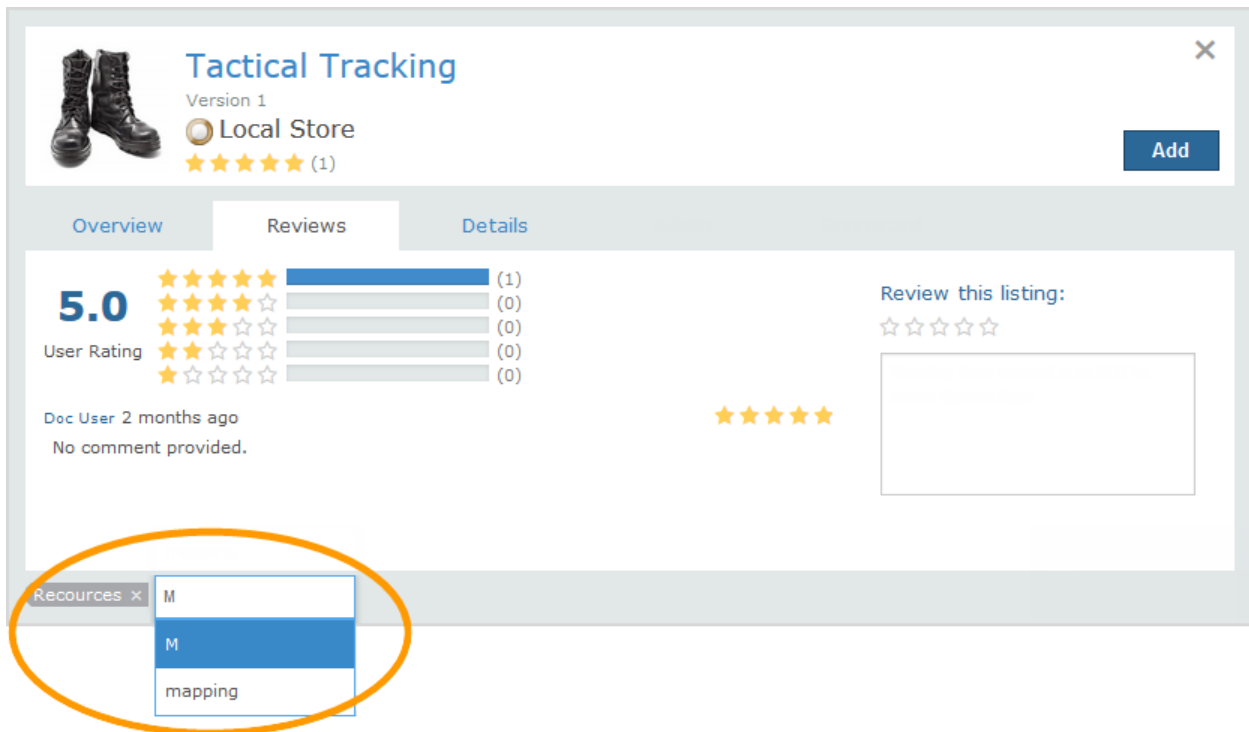 Tactical Tracking
×
Version 1
Local Store
(1)
Add
Overview Reviews Details
5.0
User Rating
(1)
(0)
(0)
(0)
(0)
Review this listing:
Doc User 2 months ago
No comment provided.
Recources × M
M
mapping